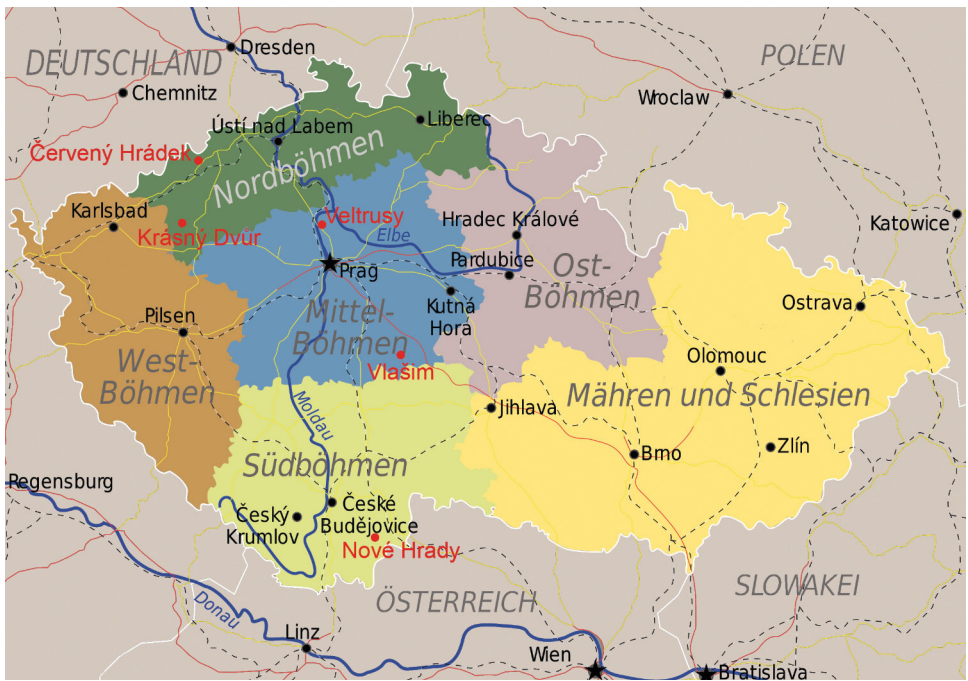 Dresden
DEUTSCHLAND
POLEN
Chemnitz
Wroclaw
Ústí nad Labem
Liberec
Červený Hrádek
Nordböhmen
Karlsbad
Krásný Dvůr
Veltrusy
Elbe
Hradec Králové
Katowice
Prag
Pardubice
Ost-
Böhmen
Kutná
Hora
Ostrava
Pilsen
Mittel-
Böhmen
West-
Böhmen
Vlašim
Olomouc
Moldau
Jihlava
Mähren und Schlesien
Südböhmen
Brno
Zlín
Regensburg
Český
Krumlov
České
Budějovice
Nové Hrady
SLOWAKEI
ÖSTERREICH
Donau
Linz
Wien
Bratislava